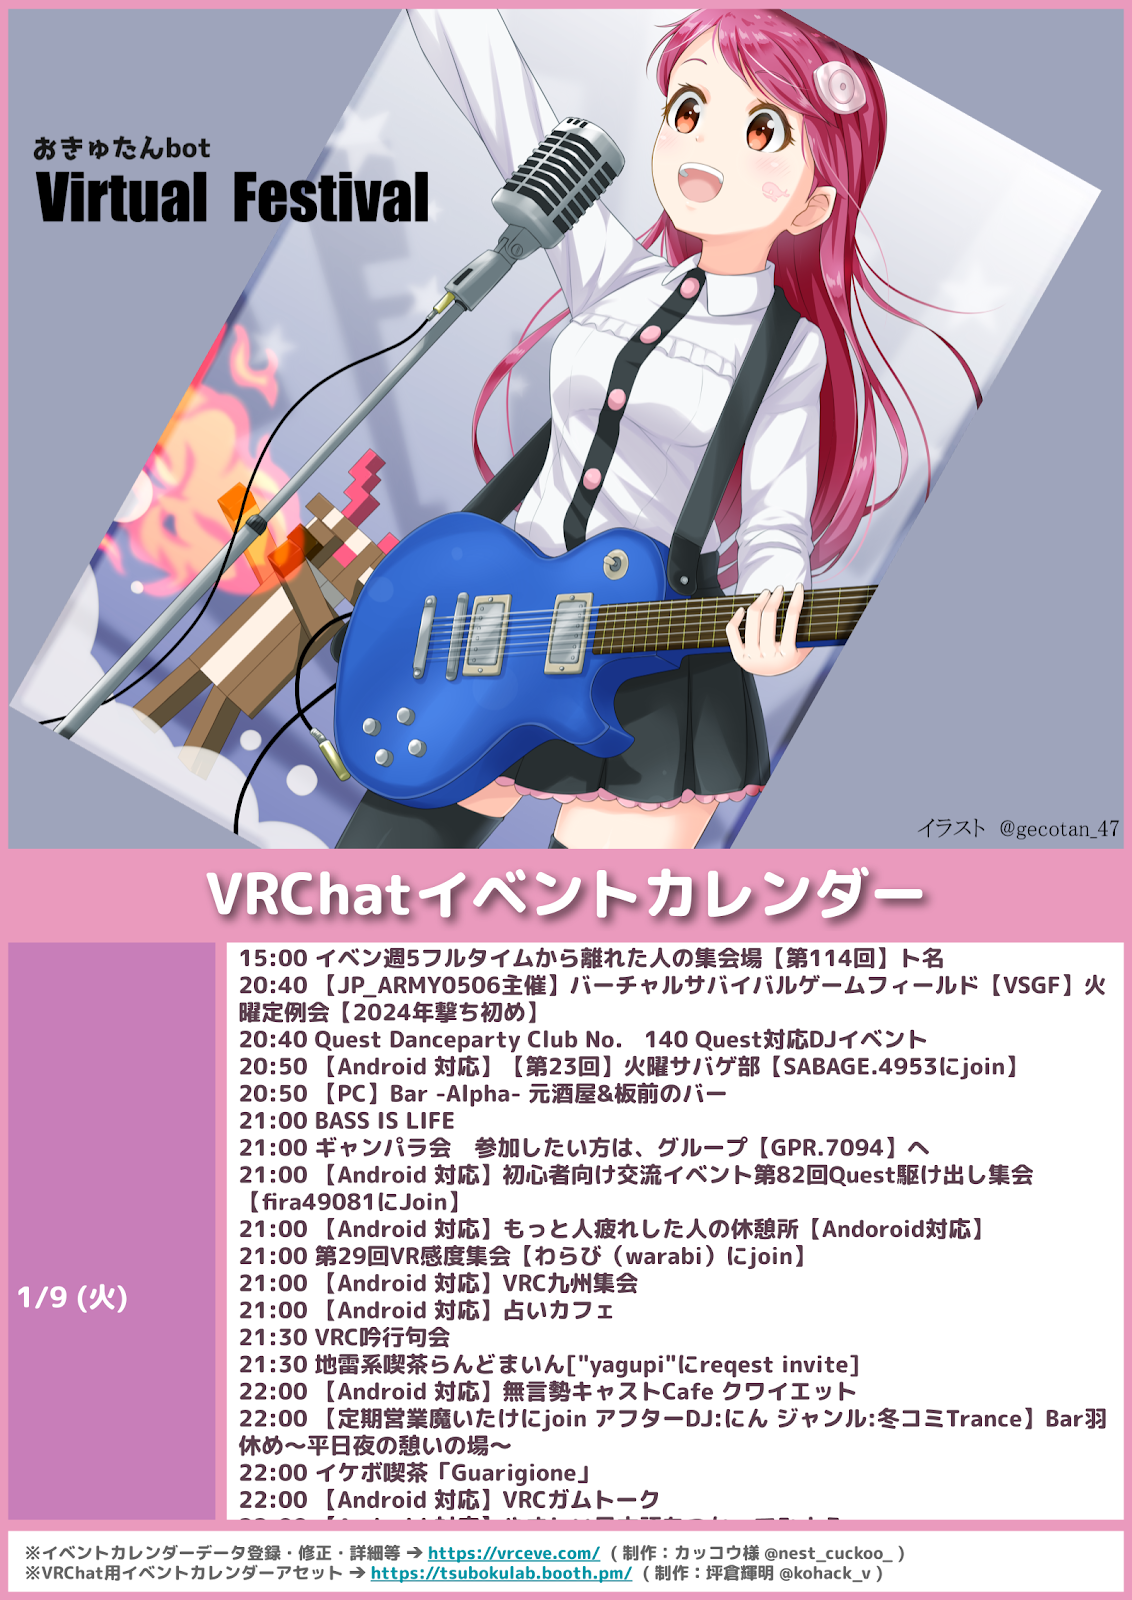 おきゅたんbot
Virtual Festival
イラスト @gecotan_47
VRChatイベントカレンダー
1/9 (火)
15:00 イベン週5フルタイムから離れた人の集会場【第114回】ト名
20:40 【JP_ARMY0506主催】バーチャルサバイバルゲームフィールド【VSGF】火
曜定例会【2024年撃ち初め】
20:40 Quest Danceparty Club No. 140 Quest対応DJイベント
20:50 【Android 対応】【第23回】火曜サバゲ部【SABAGE.4953にjoin】
20:50 【PC】Bar -Alpha- 元酒屋&板前のバー
21:00 BASS IS LIFE
21:00 ギャンパラ会 参加したい方は、グループ【GPR.7094】へ
21:00 【Android 対応】初心者向け交流イベント第82回Quest駆け出し集会
【fira49081にJoin】
21:00 【Android 対応】もっと人疲れした人の休憩所【Andoroid対応】
21:00 第29回VR感度集会【わらび（warabi）にjoin】
21:00 【Android 対応】VRC九州集会
21:00 【Android 対応】占いカフェ
21:30 VRC吟行句会
21:30 地雷系喫茶らんどまいん["yagupi"にreqest invite]
22:00 【Android 対応】無言勢キャストCafe クワイエット
22:00 【定期営業魔いたけにjoin アフターDJ:にん ジャンル:冬コミTrance】Bar羽
休め～平日夜の憩いの場～
22:00 イケボ喫茶「Guarigione」
22:00 【Android 対応】VRCガムトーク
※イベントカレンダーデータ登録・修正・詳細等 ➔ https://vrceve.com/ （ 制作：カッコウ様 @nest_cuckoo_ ）
※VRChat用イベントカレンダーアセット ➔ https://tsubokulab.booth.pm/ （ 制作：坪倉輝明 @kohack_v ）